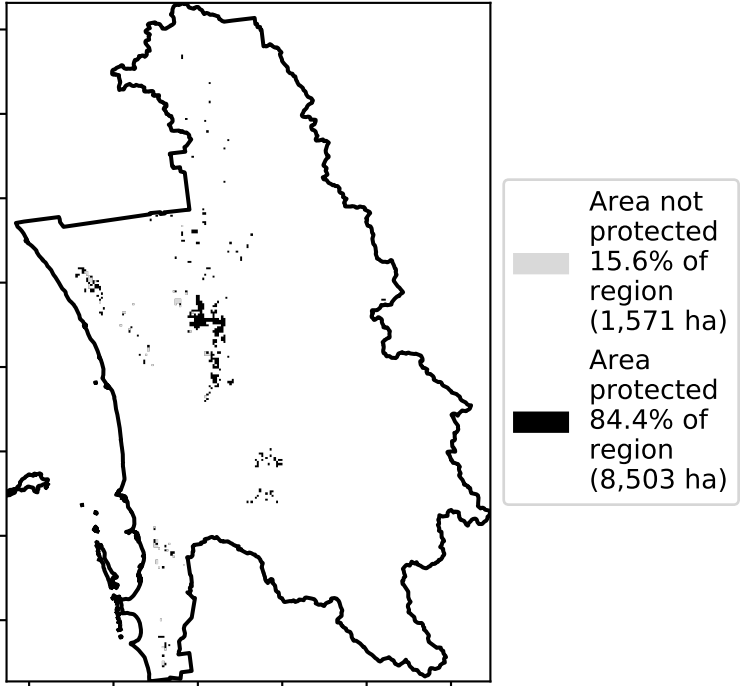 Area not
protected
15.6% of
region
(1,571 ha)
Area
protected
84.4% of
region
(8,503 ha)